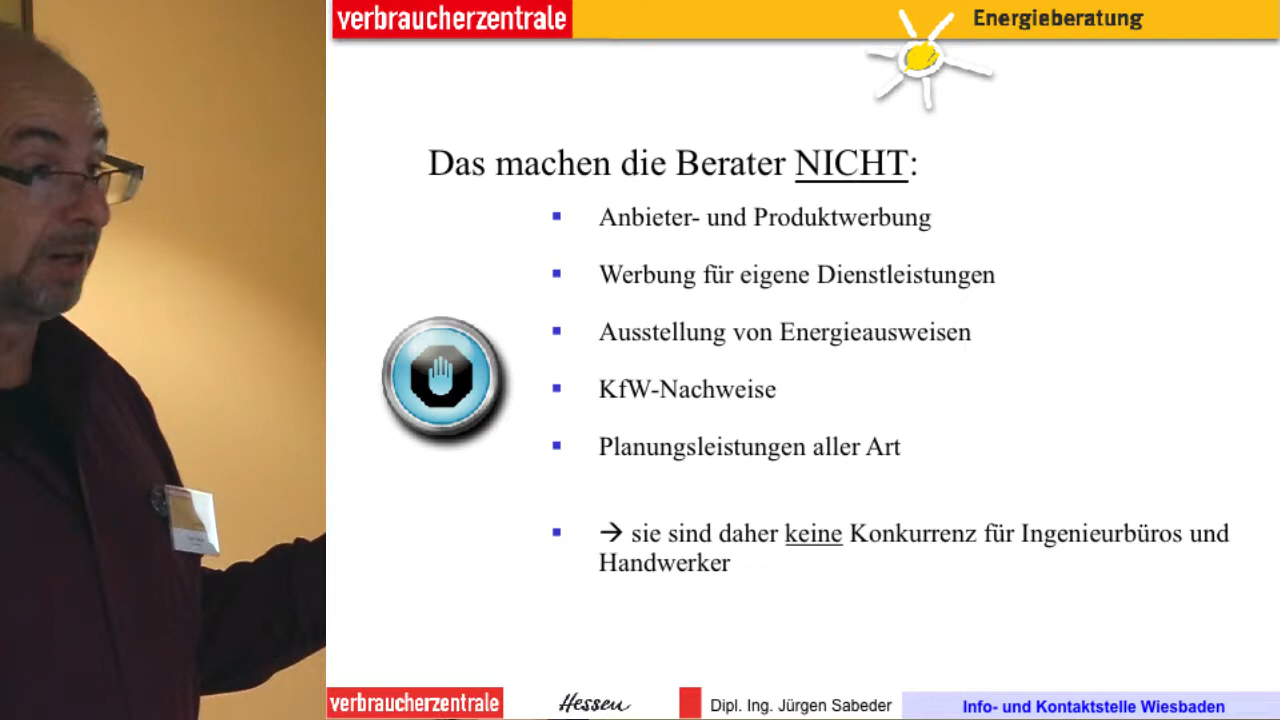 verbraucherzentrale
Energieberatung
Das machen die Berater NICHT:
Anbieter- und Produktwerbung
Werbung für eigene Dienstleistungen
Ausstellung von Energieausweisen
KfW-Nachweise
Planungsleistungen aller Art
→ sie sind daher keine Konkurrenz für Ingenieurbüros und
Handwerker
verbraucherzentrale
Hessen
Dipl. Ing. Jürgen Sabeder
Info- und Kontaktstelle Wiesbaden